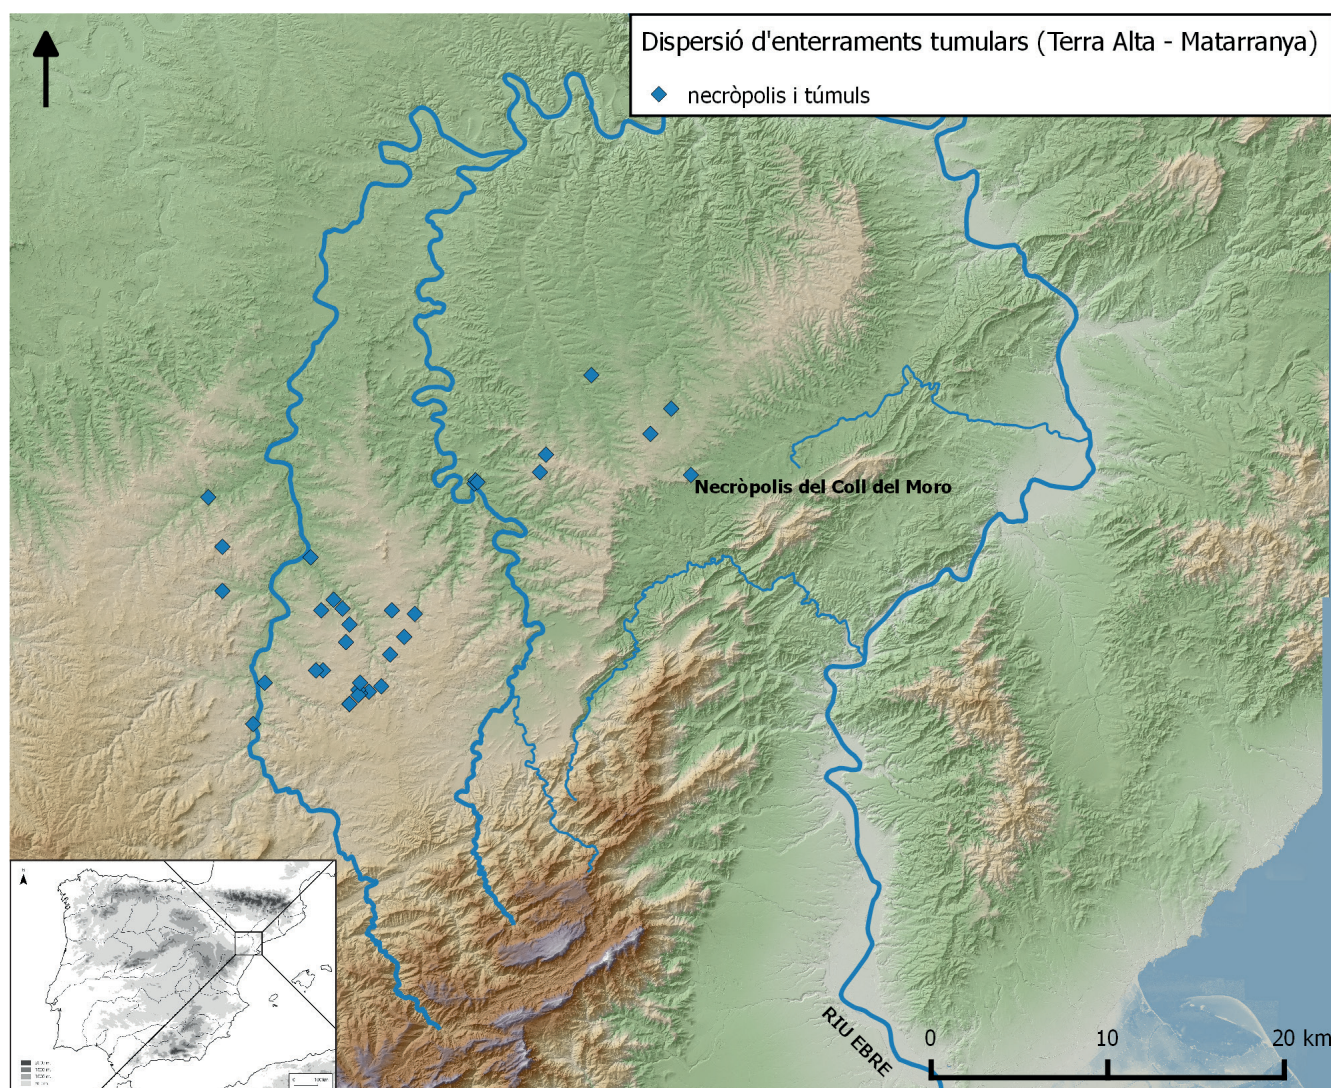 Dispersió d'enterraments tumulars (Terra Alta - Matarranya)
necròpolis i túmuls
Necròpolis del Coll del Moro
RIU EBRE
0 10 20 km
N